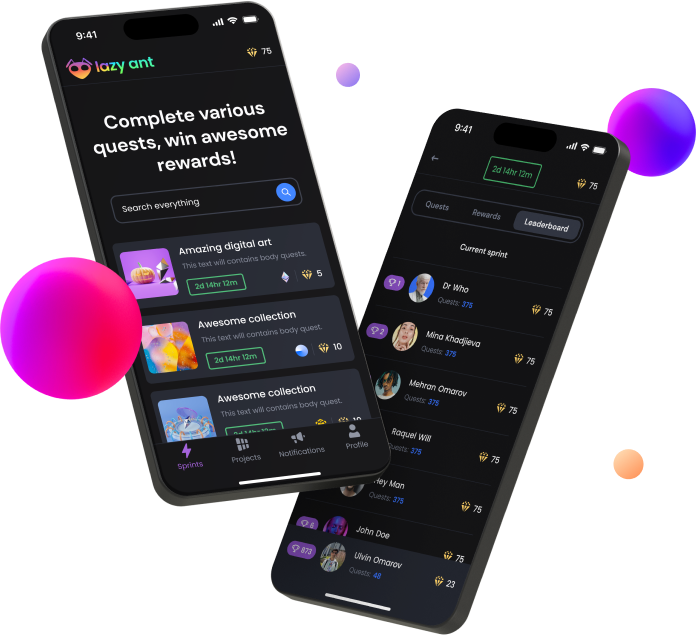 9:41
lazy ant
75
Complete various
quests, win awesome
rewards!
Search everything
Amazing digital art
This text will contains body quests.
2d 14hr 12m
5
Awesome collection
This text will contains body quest.
2d 14hr 12m
10
Awesome collection
This text will contains body quest.
2d 14hr 12m
10
Sprints
Projects
Notifications
Profile
9:41
2d 14hr 12m
75
Quests
Rewards
Leaderboard
Current sprint
1
Dr Who
Quests: 375
75
2
Mina Khadjieva
Quests: 375
75
Mehran Omarov
Quests: 375
75
Raquel Will
Quests: 375
75
Hey Man
Quests: 375
75
6
John Doe
75
873
Ulvin Omarov
Quests: 48
23